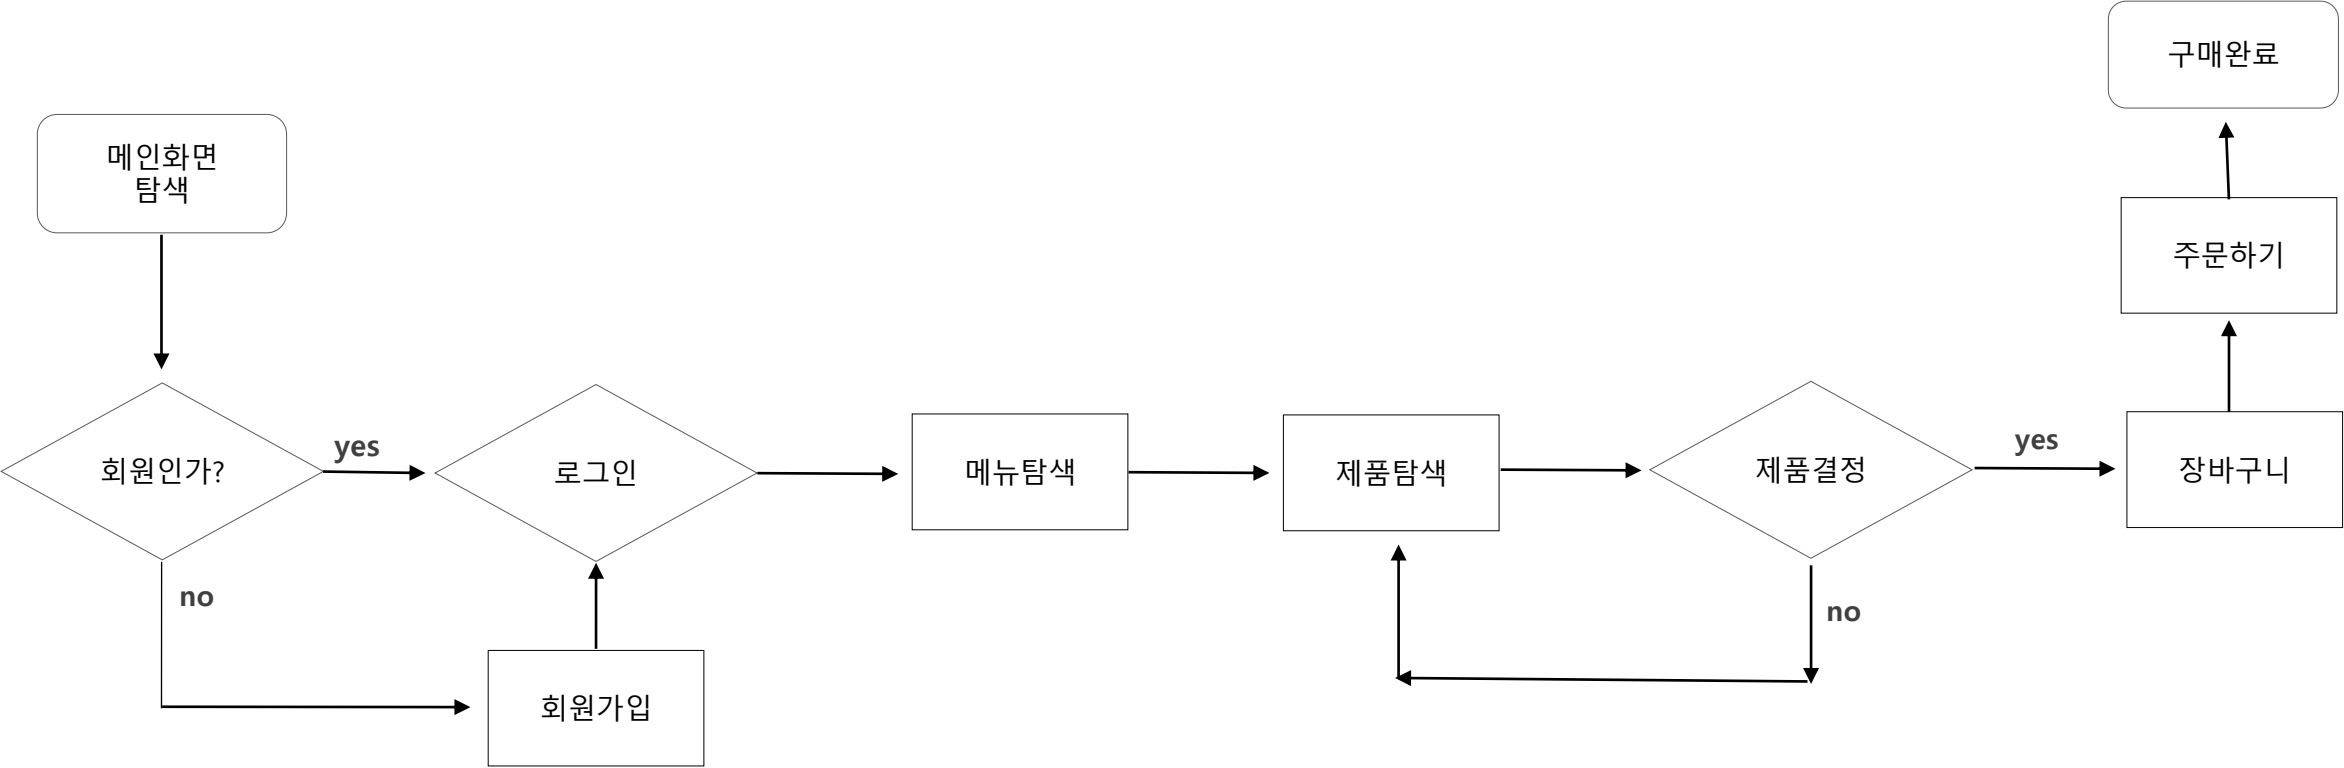 구매완료
메인화면
탐색
주문하기
회원인가?
yes
로그인
메뉴탐색
제품탐색
제품결정
yes
장바구니
no
no
회원가입